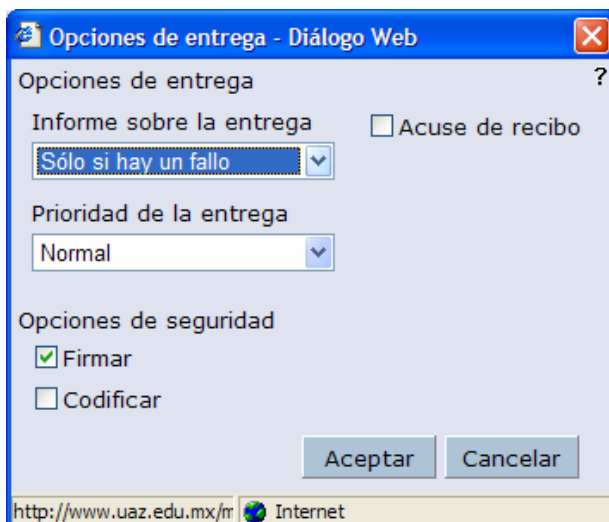 Opciones de entrega - Diálogo Web
Opciones de entrega ?
Informe sobre la entrega
Acuse de recibo
Sólo si hay un fallo
Prioridad de la entrega
Normal
Opciones de seguridad
Firmar
Codificar
Aceptar Cancelar
http://www.uaz.edu.mx/m Internet